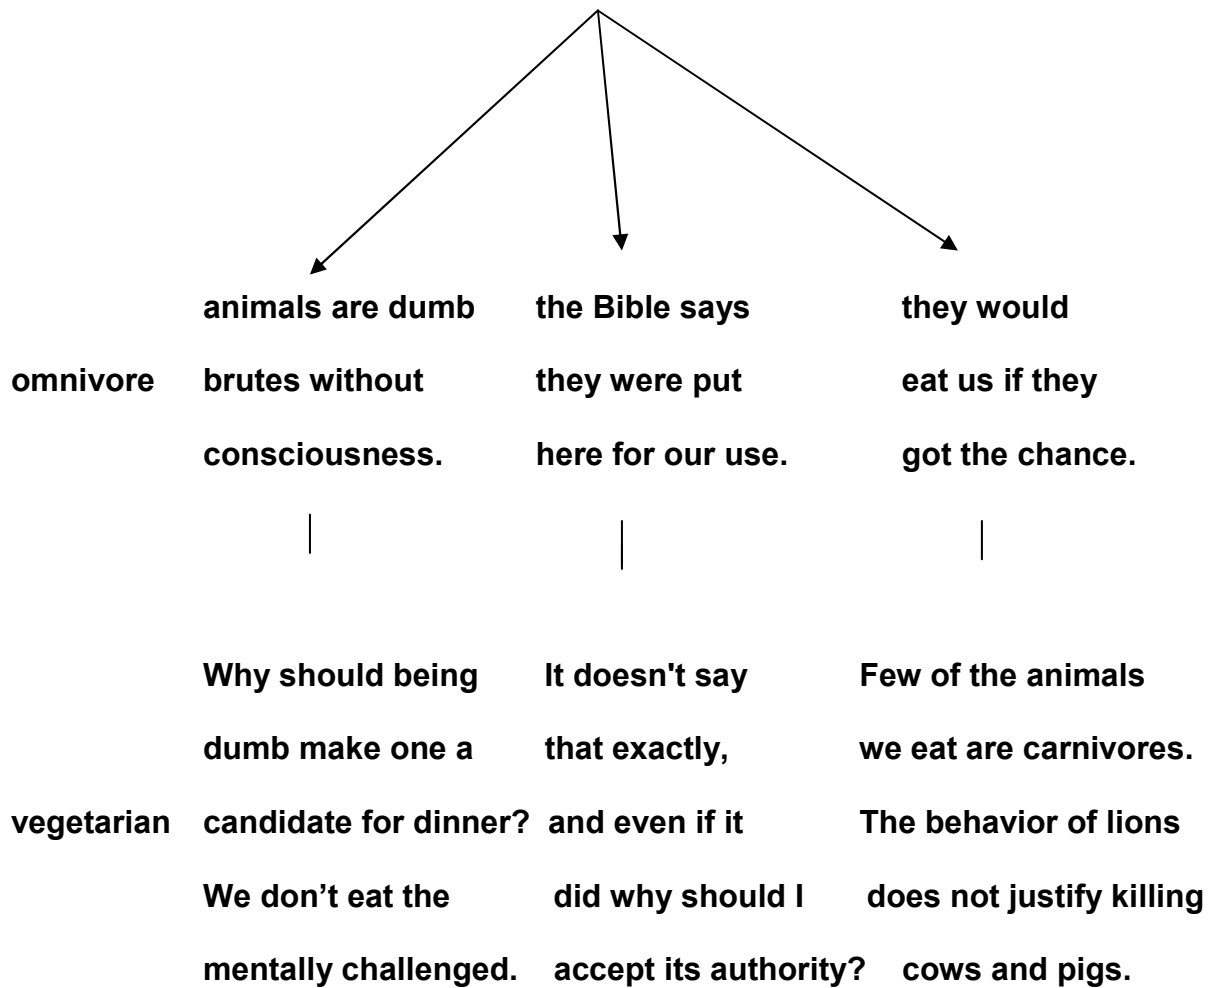 animals are dumb the Bible says they would
omnivore brutes without they were put eat us if they
consciousness. here for our use. got the chance.
Why should being It doesn't say Few of the animals
dumb make one a that exactly, we eat are carnivores.
vegetarian candidate for dinner? and even if it The behavior of lions
We don’t eat the did why should I does not justify killing
mentally challenged. accept its authority? cows and pigs.